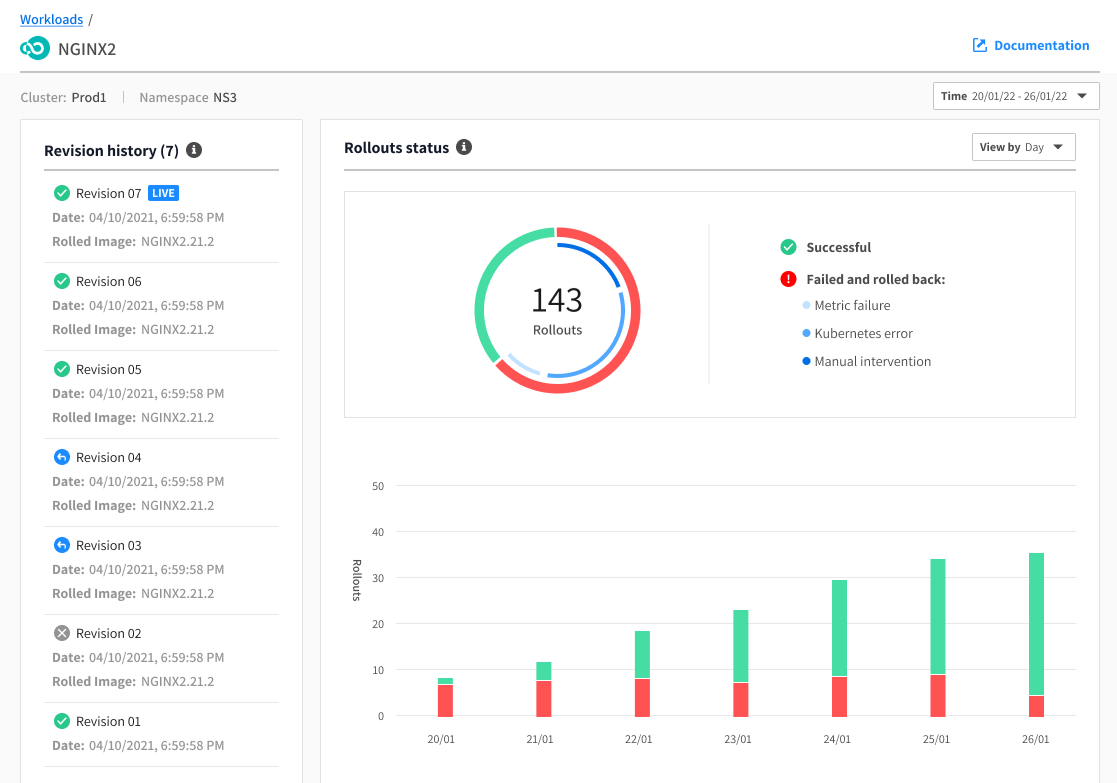 Workloads /
NGINX2
Documentation
Cluster: Prod1 | Namespace NS3
Time 20/01/22 - 26/01/22
Revision history (7)
Revision 07 LIVE
Date: 04/10/2021, 6:59:58 PM
Rolled Image: NGINX2.21.2
Revision 06
Date: 04/10/2021, 6:59:58 PM
Rolled Image: NGINX2.21.2
Revision 05
Date: 04/10/2021, 6:59:58 PM
Rolled Image: NGINX2.21.2
Revision 04
Date: 04/10/2021, 6:59:58 PM
Rolled Image: NGINX2.21.2
Revision 03
Date: 04/10/2021, 6:59:58 PM
Rolled Image: NGINX2.21.2
Revision 02
Date: 04/10/2021, 6:59:58 PM
Rolled Image: NGINX2.21.2
Revision 01
Date: 04/10/2021, 6:59:58 PM
Rollouts status
View by Day
143
Rollouts
Successful
Failed and rolled back:
Metric failure
Kubernetes error
Manual intervention
Rollouts
50
40
30
20
10
0
20/01 21/01 22/01 23/01 24/01 25/01 26/01